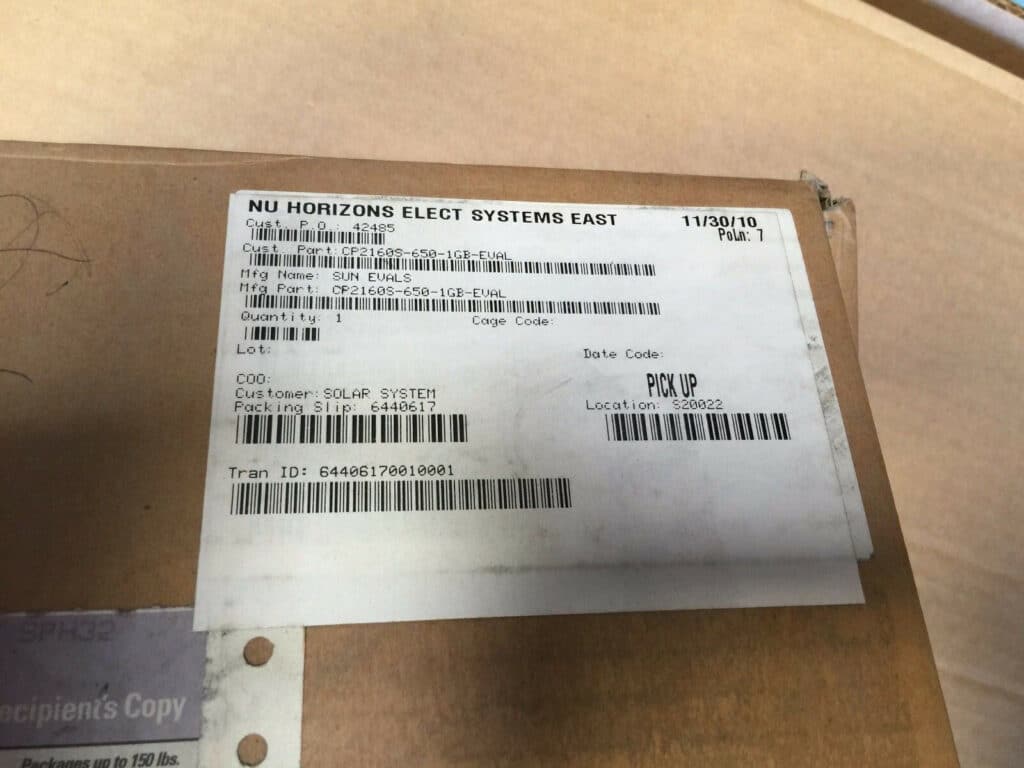 NU HORIZONS ELECT SYSTEMS EAST 11/30/10
Cust. P.O.: 42485 PoLn: 7
Cust. Part:CP2160S-650-1GB-EVAL
Mfg Name: SUN EVALS
Mfg Part: CP2160S-650-1GB-EVAL
Quantity: 1 Cage Code:
Lot: Date Code:
COO: PICK UP
Customer:SOLAR SYSTEM
Packing Slip: 6440617 Location: S20022
Tran ID: 64406170010001
SPH32
ecipient's Copy
Packages up to 150 lbs.